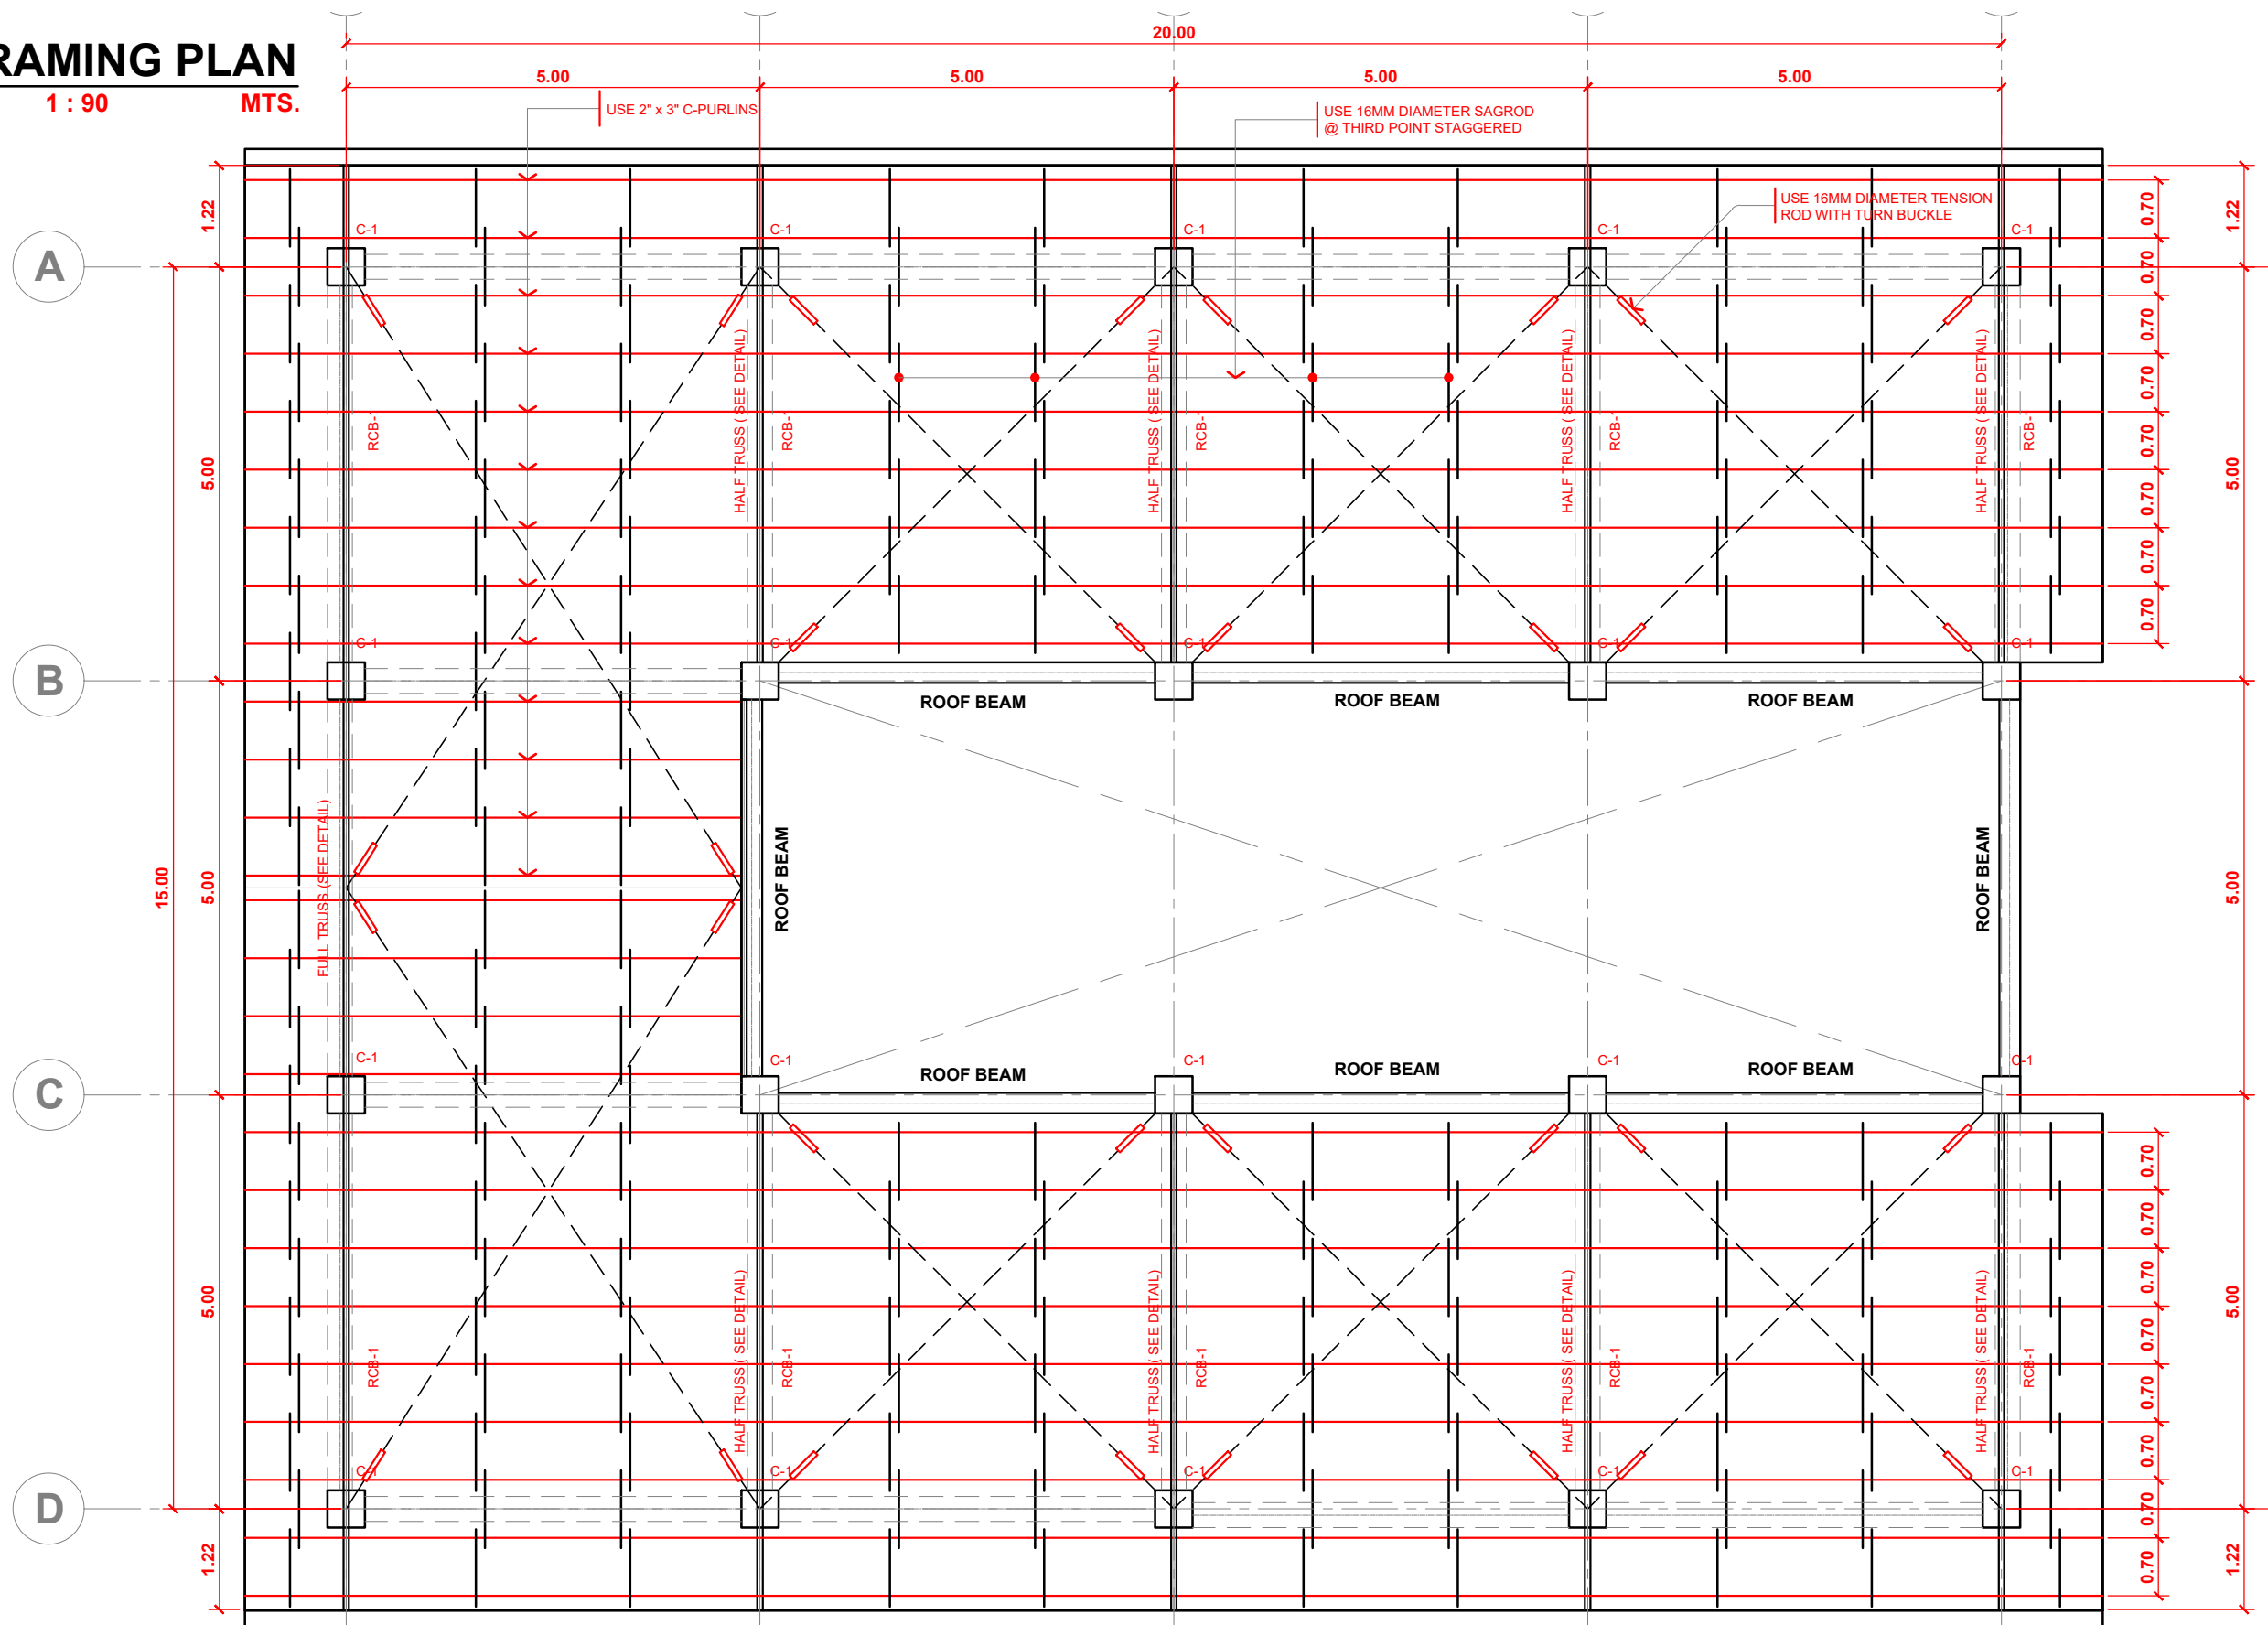 RAMING PLAN
1 : 90 MTS.
20.00
5.00 5.00 5.00 5.00
USE 2" x 3" C-PURLINS
USE 16MM DIAMETER SAGROD
@ THIRD POINT STAGGERED
USE 16MM DIAMETER TENSION
ROD WITH TURN BUCKLE
1.22 0.70 1.22
C-1 C-1 C-1 C-1 C-1
A
0.70
0.70
0.70
0.70
0.70
0.70
0.70
HALF TRUSS ( SEE DETAIL) HALF TRUSS ( SEE DETAIL) HALF TRUSS ( SEE DETAIL) HALF TRUSS ( SEE DETAIL)
RCB- RCB- RCB- RCB- RCB-
5.00 5.00
C-1 C-1 C-1 C-1 C-1
B
ROOF BEAM ROOF BEAM ROOF BEAM
15.00 5.00 FULL TRUSS (SEE DETAIL) ROOF BEAM ROOF BEAM 5.00
C-1 C-1 C-1 C-1 C-1
ROOF BEAM ROOF BEAM ROOF BEAM
C
0.70
0.70
0.70
0.70
0.70
0.70
0.70
0.70
5.00 5.00
HALF TRUSS ( SEE DETAIL) HALF TRUSS ( SEE DETAIL) HALF TRUSS ( SEE DETAIL) HALF TRUSS ( SEE DETAIL)
RCB-1 RCB-1 RCB-1 RCB-1 RCB-1
C-1 C-1 C-1 C-1 C-1
D
1.22 1.22